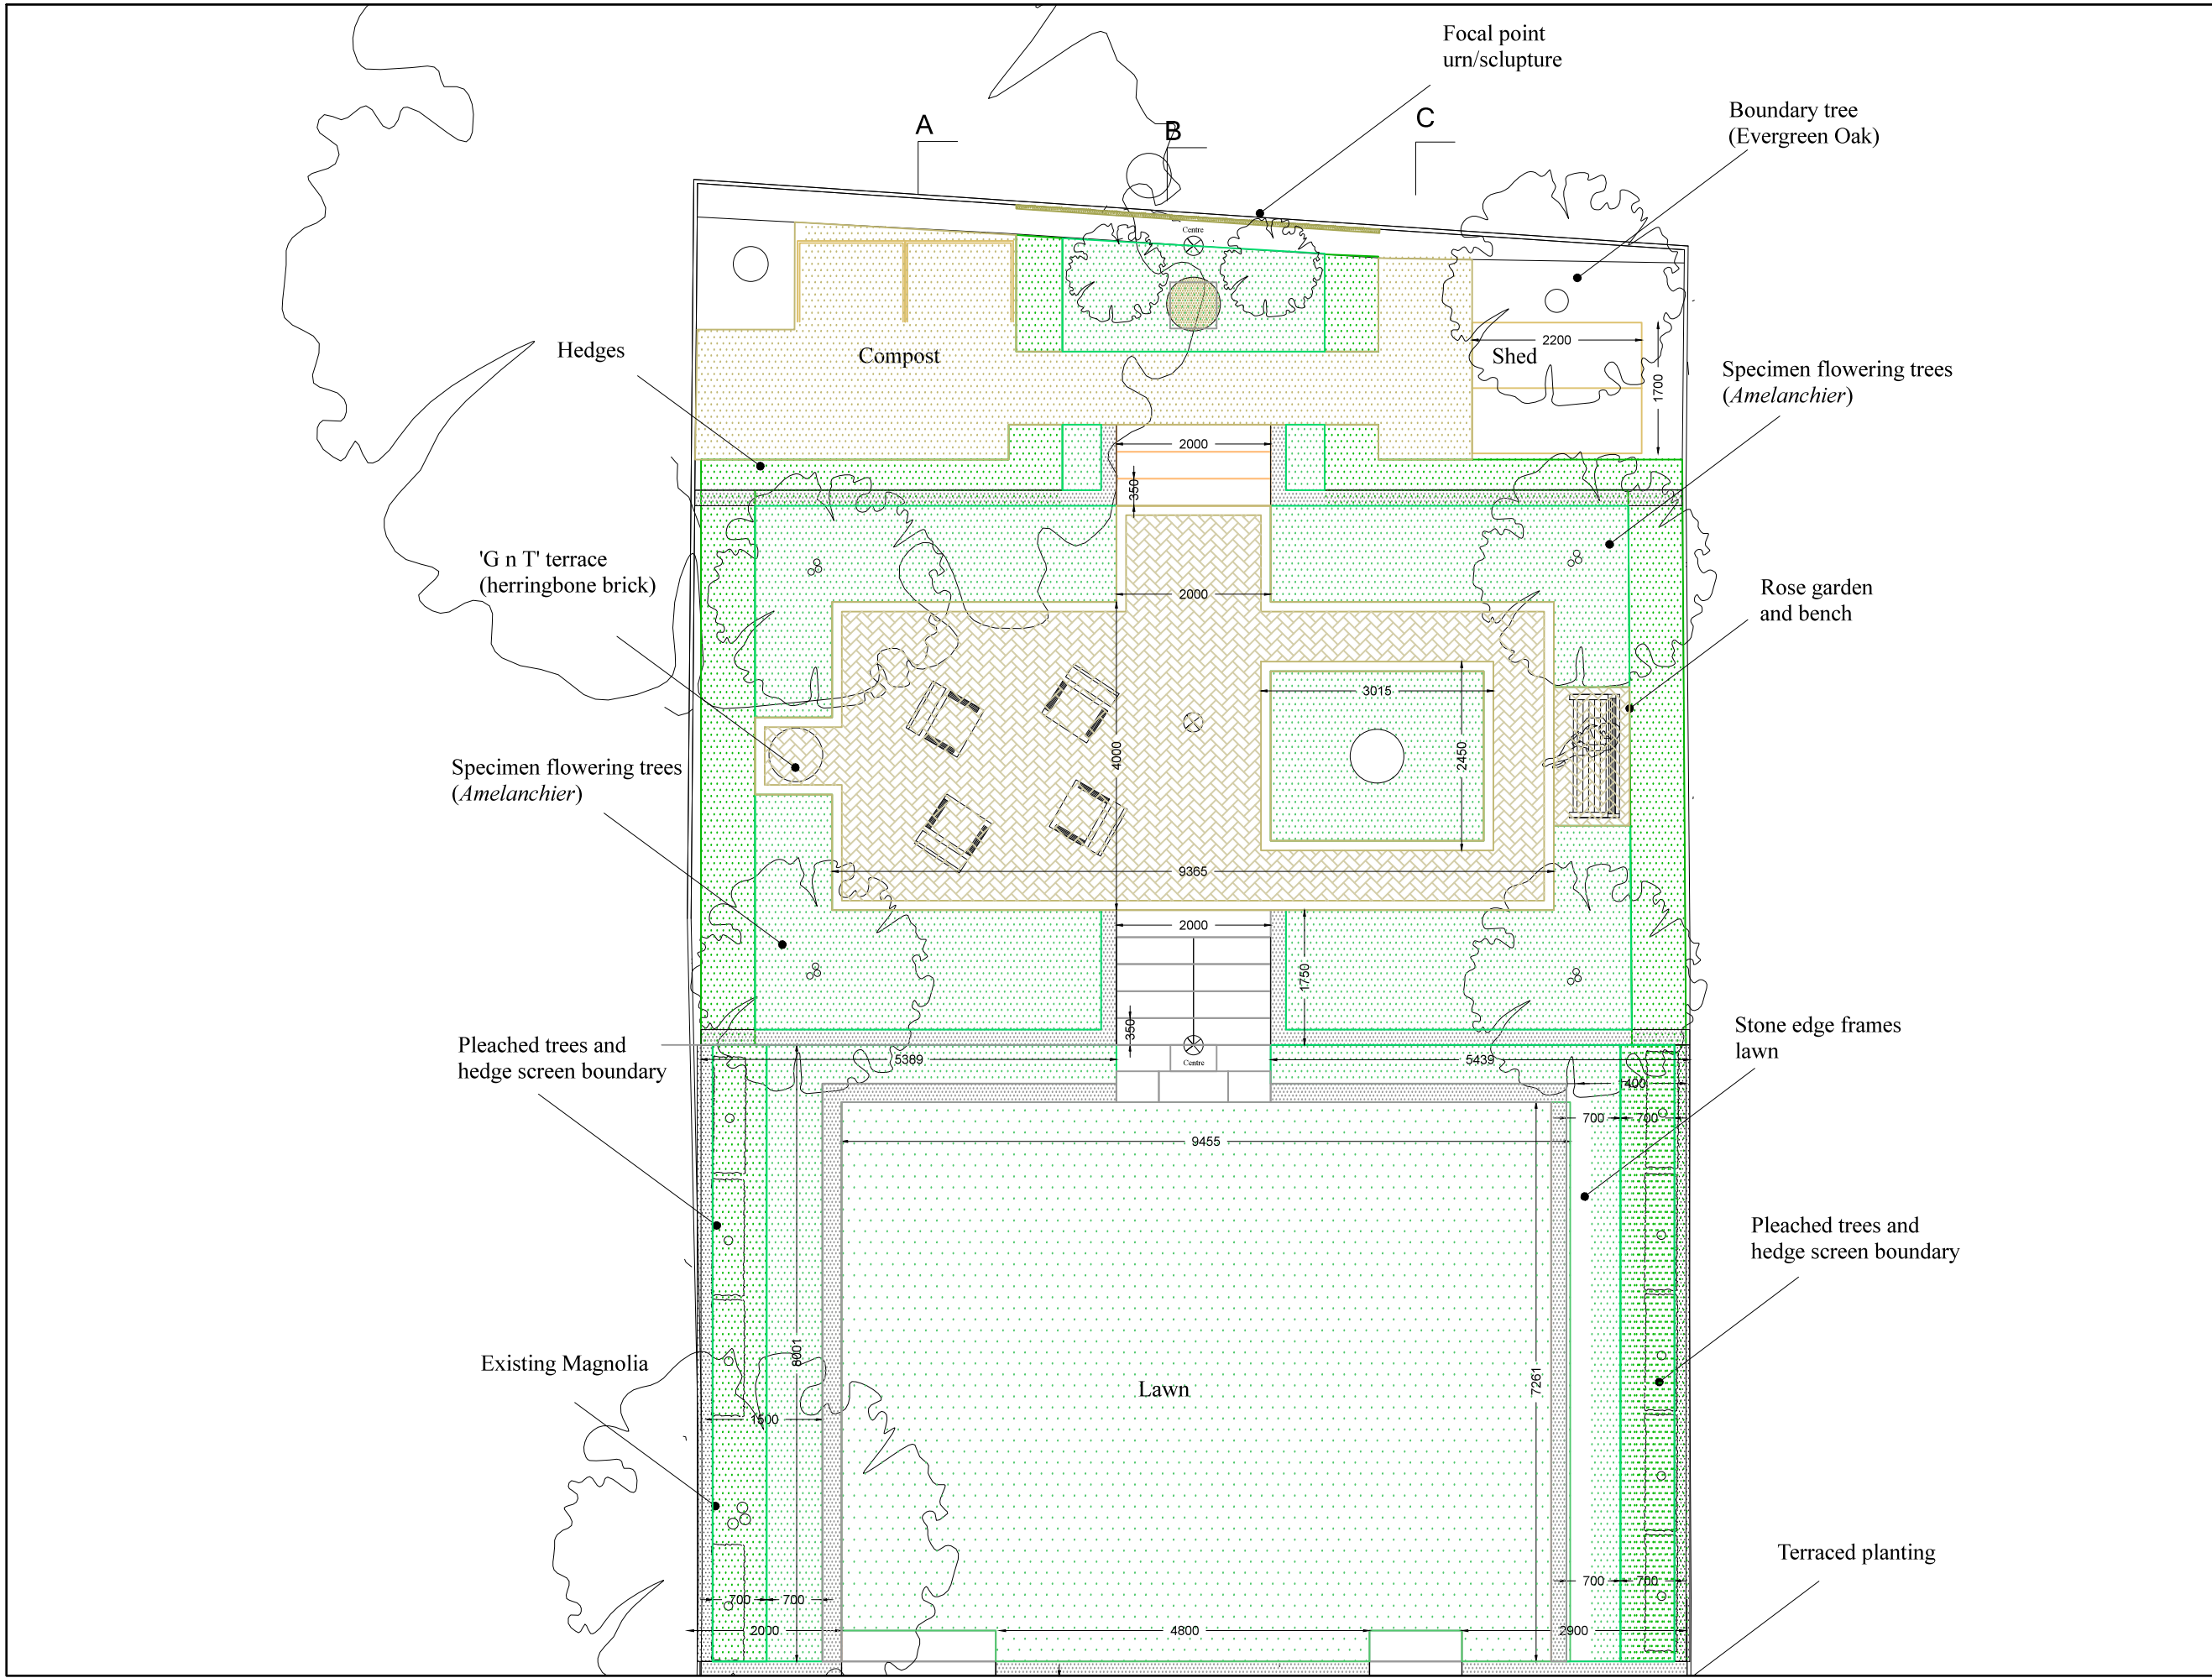 Focal point
urn/sclupture
A
B
C
Boundary tree
(Evergreen Oak)
Centre
Hedges
Compost
2200
Shed
1700
Specimen flowering trees
(Amelanchier)
2000
350
'G n T' terrace
(herringbone brick)
2000
Rose garden
and bench
3015
4000
2450
Specimen flowering trees
(Amelanchier)
9365
2000
1750
350
Stone edge frames
lawn
Pleached trees and
hedge screen boundary
5389
Centre
5439
400
700
700
9455
Pleached trees and
hedge screen boundary
8001
7261
Existing Magnolia
Lawn
1500
Terraced planting
700
700
700
700
2000
4800
2900